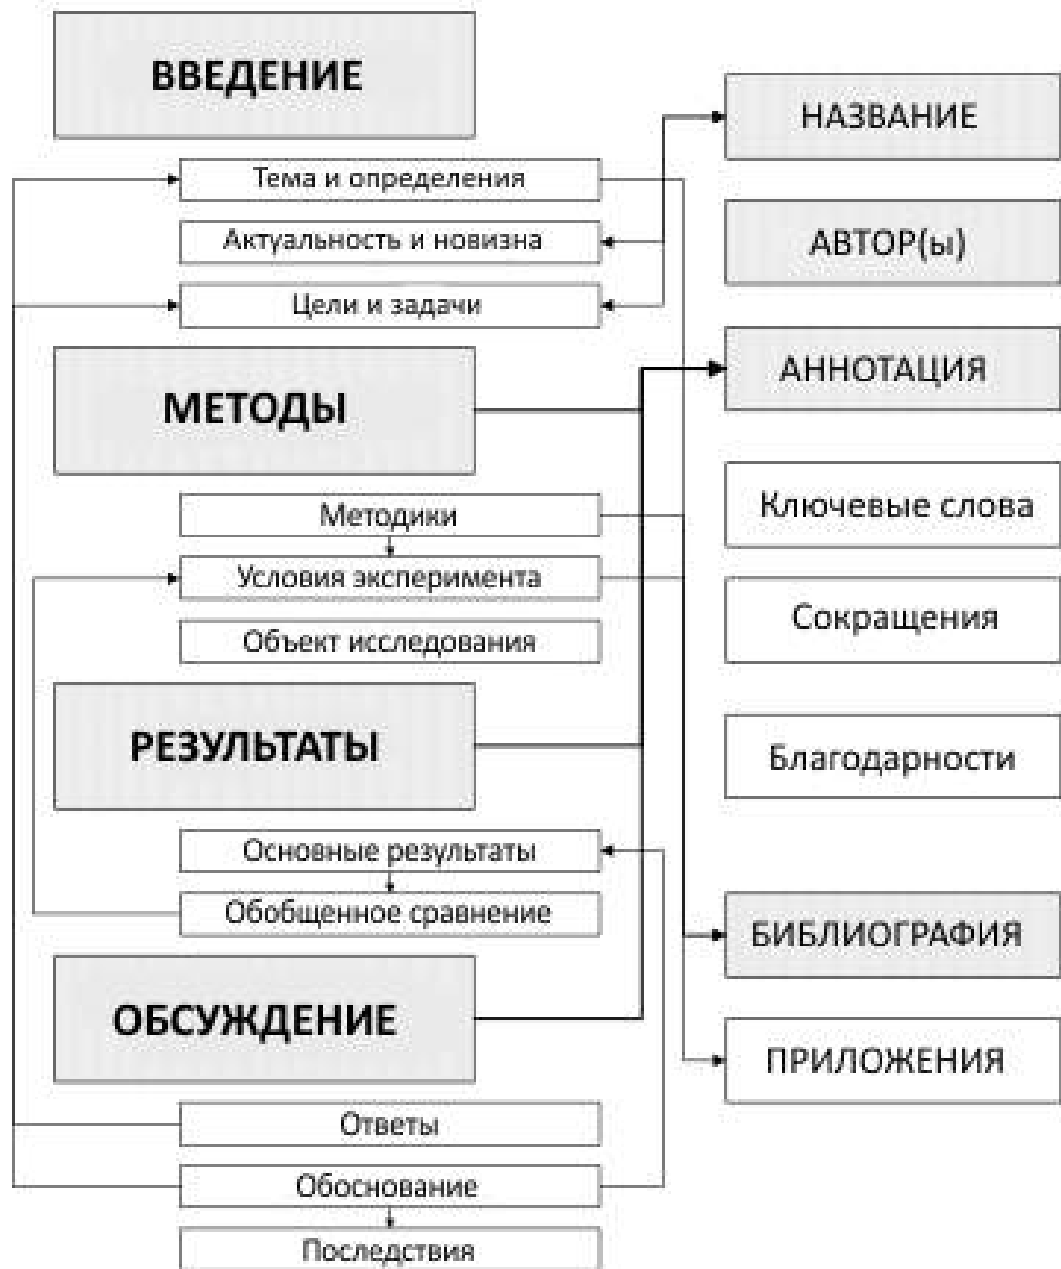 ВВЕДЕНИЕ
Тема и определения
Актуальность и новизна
Цели и задачи
МЕТОДЫ
Методики
Условия эксперимента
Объект исследования
РЕЗУЛЬТАТЫ
Основные результаты
Обобщенное сравнение
ОБСУЖДЕНИЕ
Ответы
Обоснование
Последствия
НАЗВАНИЕ
АВТОР(ы)
АННОТАЦИЯ
Ключевые слова
Сокращения
Благодарности
БИБЛИОГРАФИЯ
ПРИЛОЖЕНИЯ